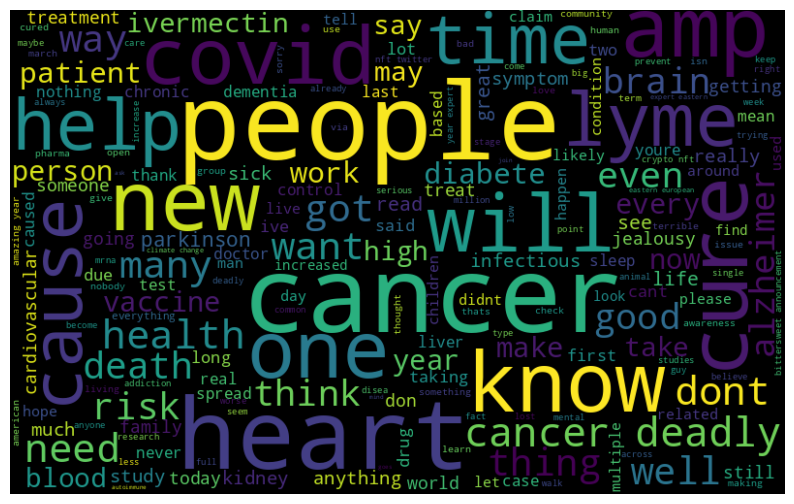 treatment
ivermectin
say
tell
claim
community
human
amp
cured
use
maybe
care
way
covid
sorry
lot
two
time
bad
prevent
isn
keep
march
nft twitter
come
big
right
patient
may
symptom
condition
brain
getting
nothing
chronic
dementia
last
great
love
term
week
always
increase
already
based
year expert
expert eastern
mean
trying
help
people
lyme
used
pharma
open
via
stage
youre
group
likely
really
crypto nft
person
someone
thank
sick
work
diabete
even
around
give
control
treat
happen
eastern european
amazing year
caused
new
live
read
million
low
every
see
find
terrible
cause
ive
got
said
will
jealousy
issue
going
parkinson
want
high
serious
point
cure
alzheimer
mrna
climate change
doctor
infectious
sleep
now
due
man
increased
children
animal
life
single
many
nobody
deadly
cancer
cant
cardiovascular
test
day
didnt
look
please
vaccine
everything
common
thought
thats
check
good
awareness
bittersweet announcement
become
health
one
liver
type
make
take
studies
death
long
year
first
believe
living
addiction
real
taking
guy
hope
spread
think
don
disea
something
know
dont
american
risk
seem
drug
fact
mental
related
much
anyone
family
heart
learn
cancer
deadly
need
research
never
multiple
across
less
full
thing
well
still
blood
study
today
kidney
anything
world
let
case
walk
making
autoimmune